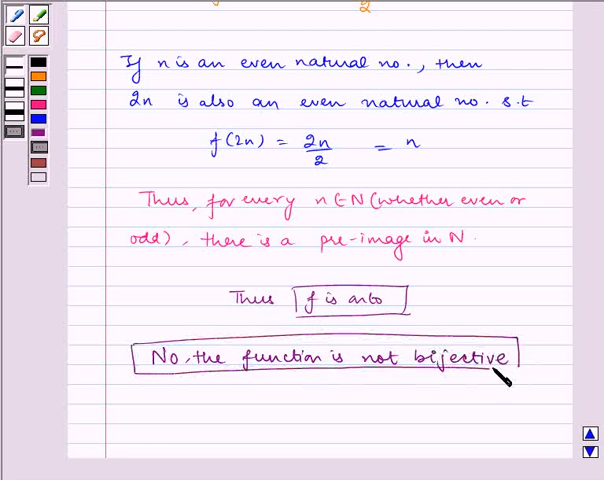 2
If n is an even natural no., then
2n is also an even natural no. s.t
f(2n) = 2n/2 = n
Thus, for every n ∈ N (whether even or
odd), there is a pre-image in N.
Thus f is onto
No, the function is not bijective